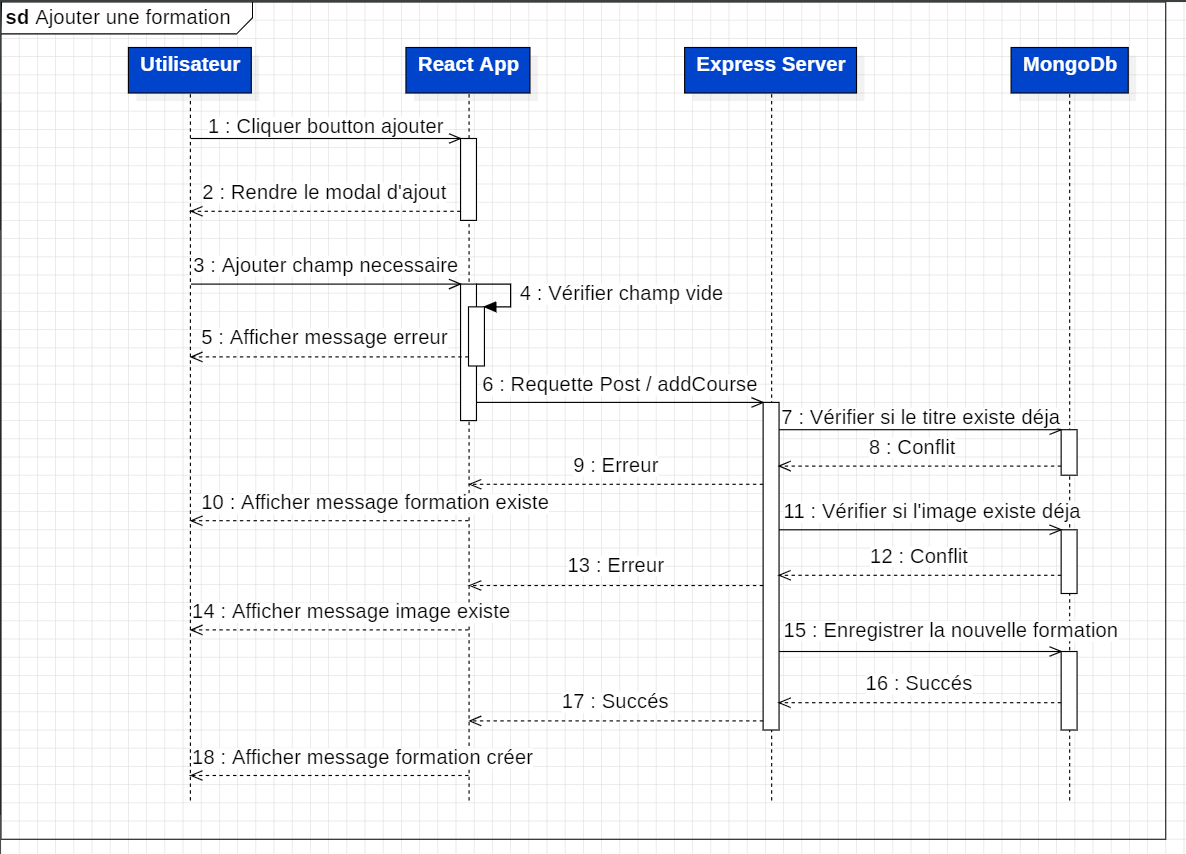 sd Ajouter une formation
Utilisateur
React App
Express Server
MongoDb
1 : Cliquer boutton ajouter
2 : Rendre le modal d'ajout
3 : Ajouter champ necessaire
4 : Vérifier champ vide
5 : Afficher message erreur
6 : Requette Post / addCourse
7 : Vérifier si le titre existe déja
8 : Conflit
9 : Erreur
10 : Afficher message formation existe
11 : Vérifier si l'image existe déja
12 : Conflit
13 : Erreur
14 : Afficher message image existe
15 : Enregistrer la nouvelle formation
16 : Succés
17 : Succés
18 : Afficher message formation créer